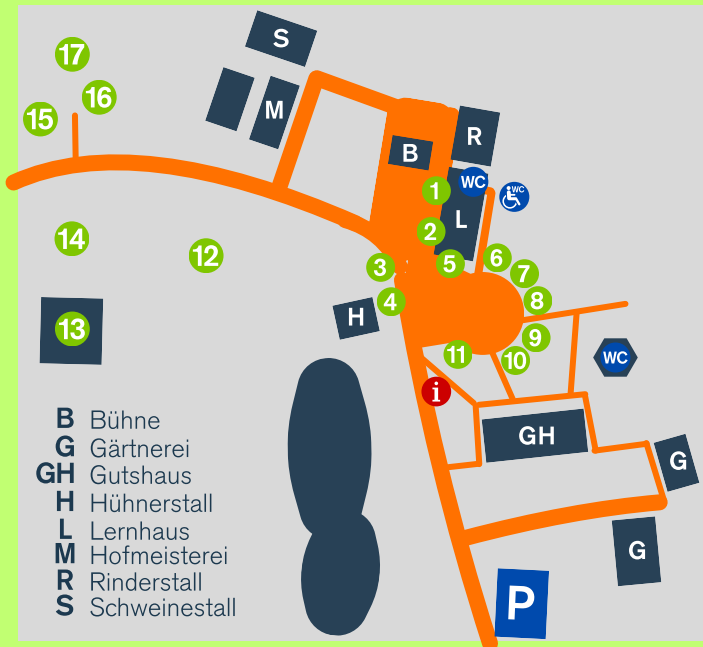 S
17
16
15
M
R
B
WC
WC
1
L
2
14
12
6
5
3
7
4
8
H
13
9
11
10
WC
i
B Bühne
G Gärtnerei
GH Gutshaus
H Hühnerstall
L Lernhaus
M Hofmeisterei
R Rinderstall
S Schweinestall
GH
G
G
P